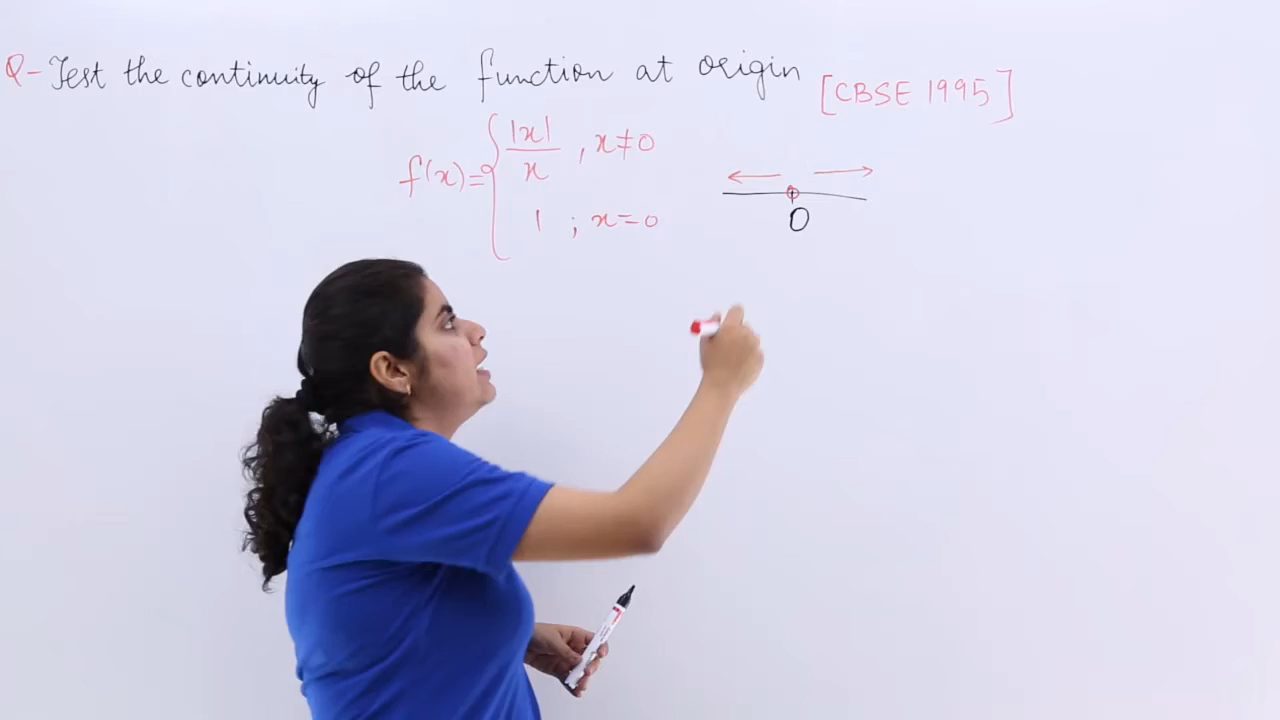 Q- Test the continuity of the function at origin [CBSE 1995]
f(x)= { |x|/x , x≠0
1 ; x=0
0